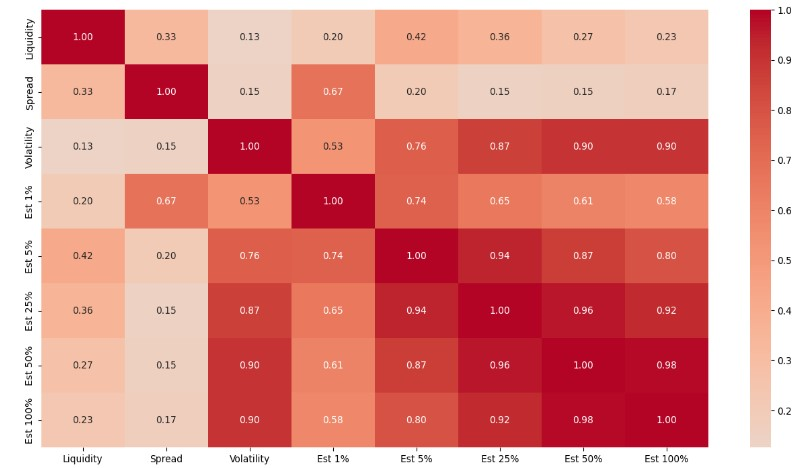 Liquidity 1.00 0.33 0.13 0.20 0.42 0.36 0.27 0.23
Spread 0.33 1.00 0.15 0.67 0.20 0.15 0.15 0.17
Volatility 0.13 0.15 1.00 0.53 0.76 0.87 0.90 0.90
Est 1% 0.20 0.67 0.53 1.00 0.74 0.65 0.61 0.58
Est 5% 0.42 0.20 0.76 0.74 1.00 0.94 0.87 0.80
Est 25% 0.36 0.15 0.87 0.65 0.94 1.00 0.96 0.92
Est 50% 0.27 0.15 0.90 0.61 0.87 0.96 1.00 0.98
Est 100% 0.23 0.17 0.90 0.58 0.80 0.92 0.98 1.00
Liquidity Spread Volatility Est 1% Est 5% Est 25% Est 50% Est 100%
1.0
0.9
0.8
0.7
0.6
0.5
0.4
0.3
0.2